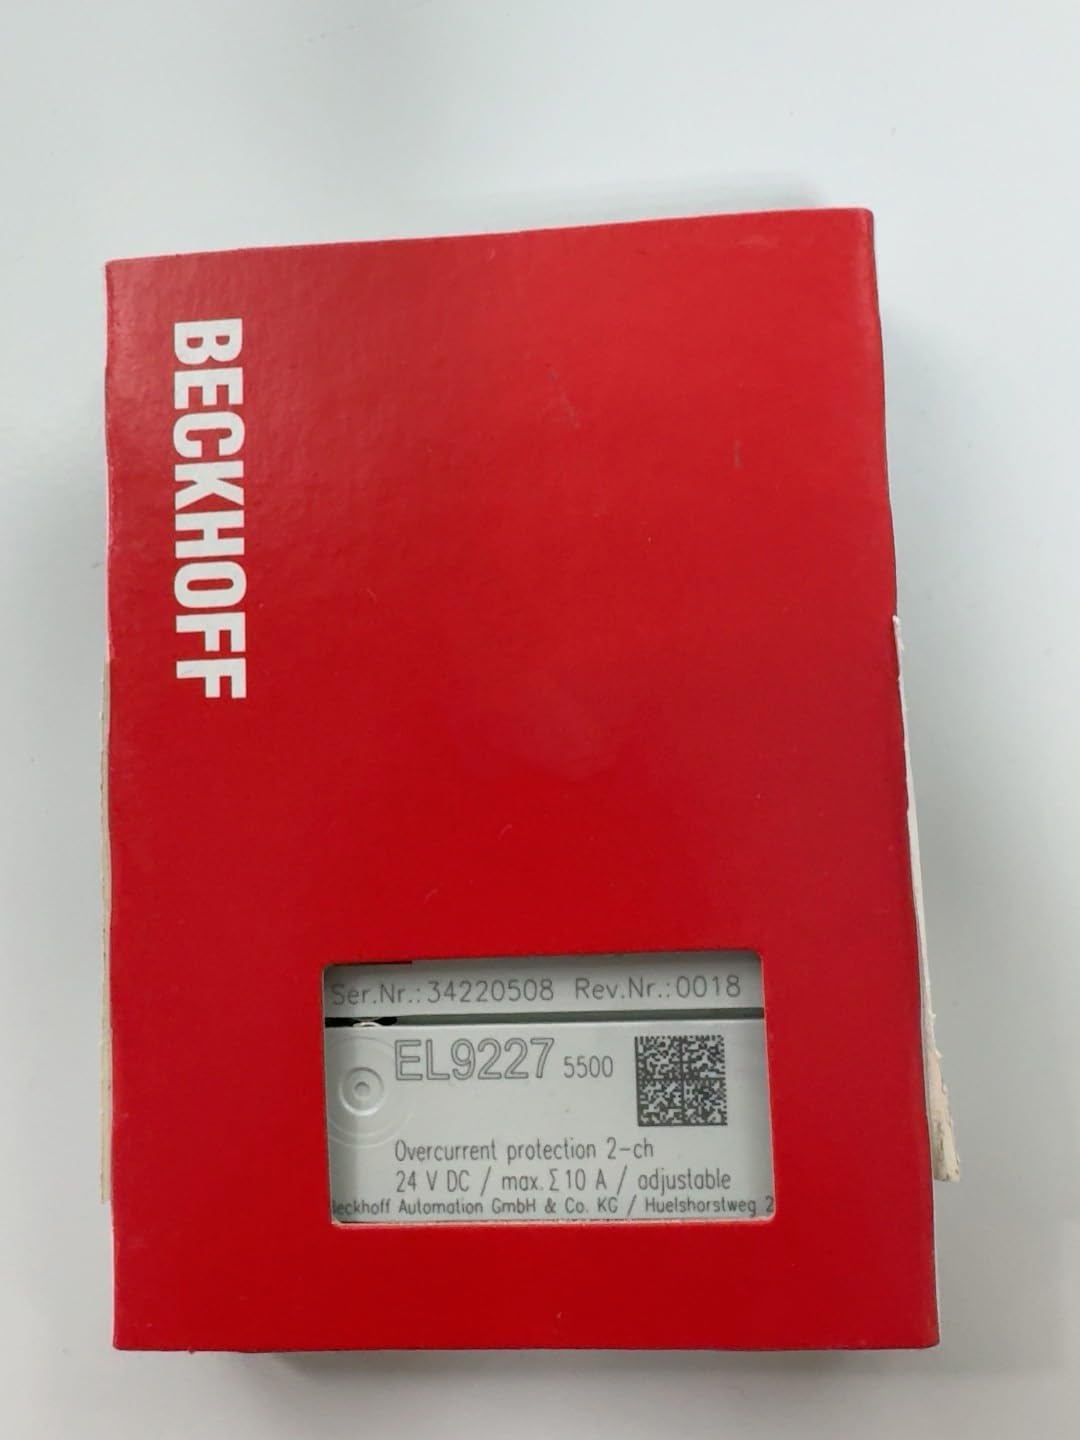 BECKHOFF
Ser.Nr.: 34220508 Rev.Nr.: 0018
EL9227 5500
Overcurrent protection 2-ch
24 V DC / max. Σ 10 A / adjustable
Beckhoff Automation GmbH & Co. KG / Huelshorstweg 2